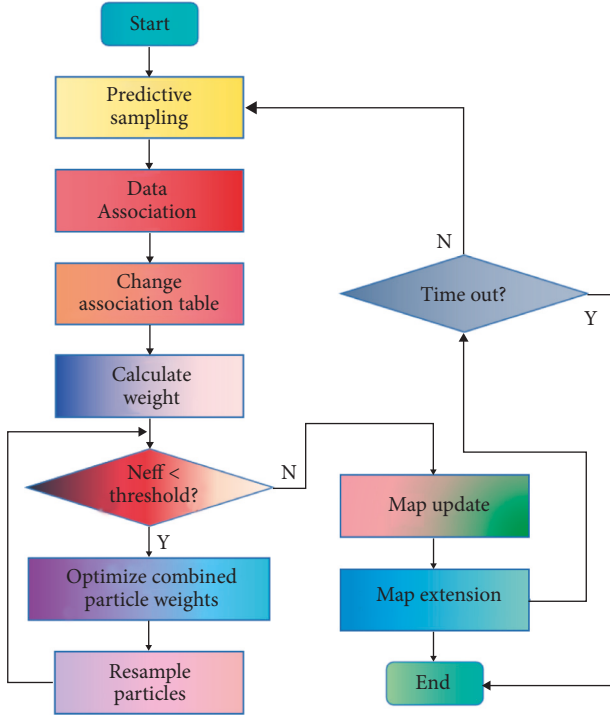 Start
Predictive
sampling
Data
Association
Change
association table
Calculate
weight
Neff <
threshold?
N
Y
Optimize combined
particle weights
Resample
particles
Map update
Map extension
End
N
Time out?
Y